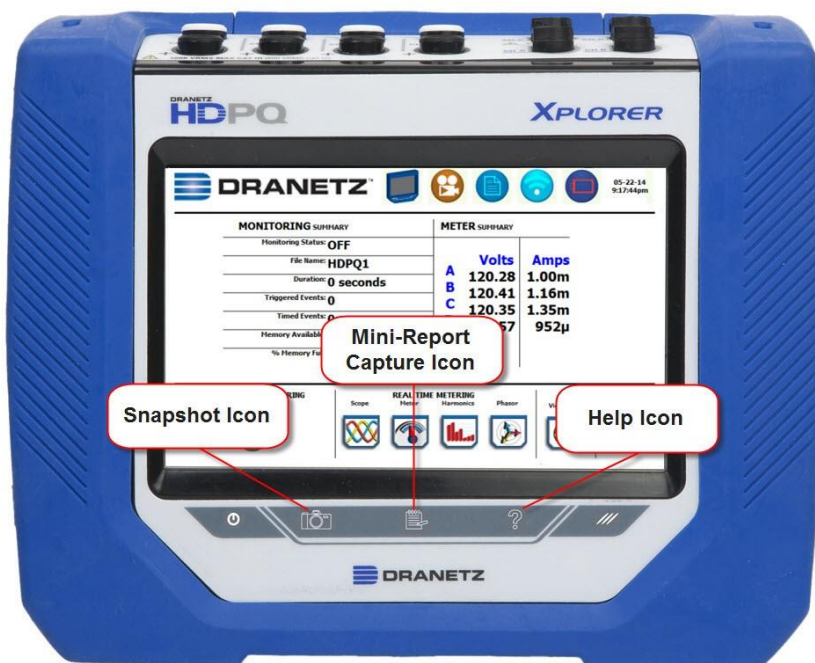 DRANETZ
HDPQ
XPLORER
DRANETZ
05-22-14
9:17:44pm
MONITORING SUMMARY
METER SUMMARY
Monitoring Status: OFF
File Name: HDPQ1
Duration: 0 seconds
Triggered Events: 0
Timed Events:
Memory Available
% Memory
Volts Amps
A 120.28 1.00m
B 120.41 1.16m
C 120.35 1.35m
57 952µ
Mini-Report
Capture Icon
Snapshot Icon
Help Icon
REAL TIME METERING
Scope Meter Harmonics Phasor
?
DRANETZ